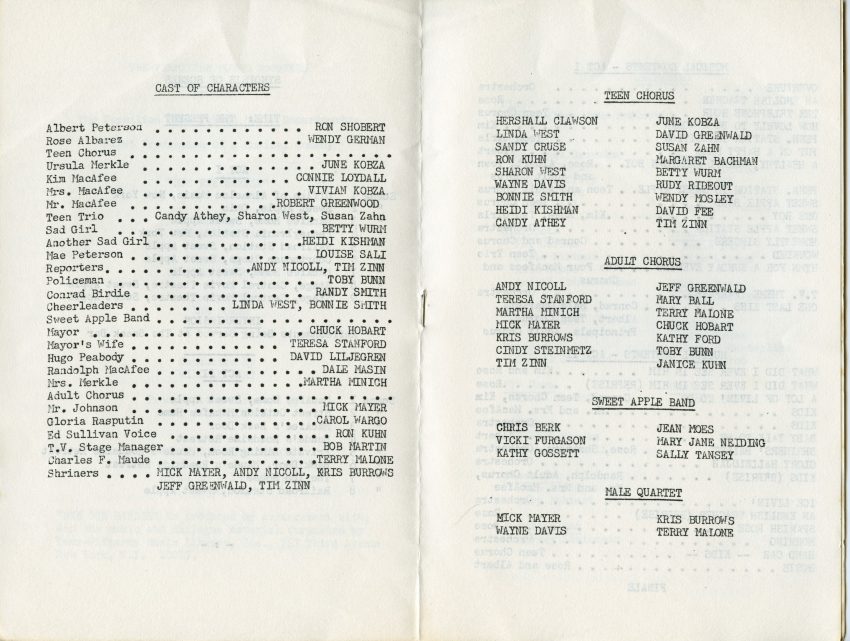 CAST OF CHARACTERS
Albert Peterson . . . . . . . . . . . . . . . RON SHOBERT
Rose Albarez . . . . . . . . . . . . . . . WENDY GERMAN
Teen Chorus . . . . . . . . . . . . . . . . . . . . . .
Ursula Merkle . . . . . . . . . . . . . . . . JUNE KOBZA
Kim MacAfee . . . . . . . . . . . . . . CONNIE LOYDALL
Mrs. MacAfee . . . . . . . . . . . . . . . VIVIAN KOBZA
Mr. MacAfee . . . . . . . . . . . . . ROBERT GREENWOOD
Teen Trio . . . Candy Athey, Sharon West, Susan Zahn
Sad Girl . . . . . . . . . . . . . . . . . . BETTY WURM
Another Sad Girl . . . . . . . . . . . . . HEIDI KISHMAN
Mae Peterson . . . . . . . . . . . . . . . LOUISE SALI
Reporters. . . . . . . . . . . . ANDY NICOLL, TIM ZINN
Policeman . . . . . . . . . . . . . . . . . . TOBY BUNN
Conrad Birdie . . . . . . . . . . . . . . . RANDY SMITH
Cheerleaders . . . . . . . . . LINDA WEST, BONNIE SMITH
Sweet Apple Band . . . . . . . . . . . . . . . . . . .
Mayor . . . . . . . . . . . . . . . . . . . CHUCK HOBART
Mayor's Wife . . . . . . . . . . . . . TERESA STANFORD
Hugo Peabody . . . . . . . . . . . . . DAVID LILJEGREN
Randolph MacAfee . . . . . . . . . . . . . . DALE MASIN
Mrs. Merkle . . . . . . . . . . . . . . . MARTHA MINICH
Adult Chorus . . . . . . . . . . . . . . . . . . . . . .
Mr. Johnson . . . . . . . . . . . . . . . . . MICK MAYER
Gloria Rasputin . . . . . . . . . . . . . . CAROL WARGO
Ed Sullivan Voice . . . . . . . . . . . . . . RON KUHN
T.V. Stage Manager . . . . . . . . . . . . . BOB MARTIN
Charles F. Maude . . . . . . . . . . . . . TERRY MALONE
Shriners . . . . MICK MAYER, ANDY NICOLL, KRIS BURROWS
JEFF GREENWALD, TIM ZINN
TEEN CHORUS
HERSHALL CLAWSON JUNE KOBZA
LINDA WEST DAVID GREENWALD
SANDY CRUSE SUSAN ZAHN
RON KUHN MARGARET BACHMAN
SHARON WEST BETTY WURM
WAYNE DAVIS RUDY RIDEOUT
BONNIE SMITH WENDY MOSLEY
HEIDI KISHMAN DAVID FEE
CANDY ATHEY TIM ZINN
ADULT CHORUS
ANDY NICOLL JEFF GREENWALD
TERESA STANFORD MARY BALL
MARTHA MINICH TERRY MALONE
MICK MAYER CHUCK HOBART
KRIS BURROWS KATHY FORD
CINDY STEINMETZ TOBY BUNN
TIM ZINN JANICE KUHN
SWEET APPLE BAND
CHRIS BERK JEAN MOES
VICKI FURGASON MARY JANE NEIDING
KATHY GOSSETT SALLY TANSEY
MALE QUARTET
MICK MAYER KRIS BURROWS
WAYNE DAVIS TERRY MALONE